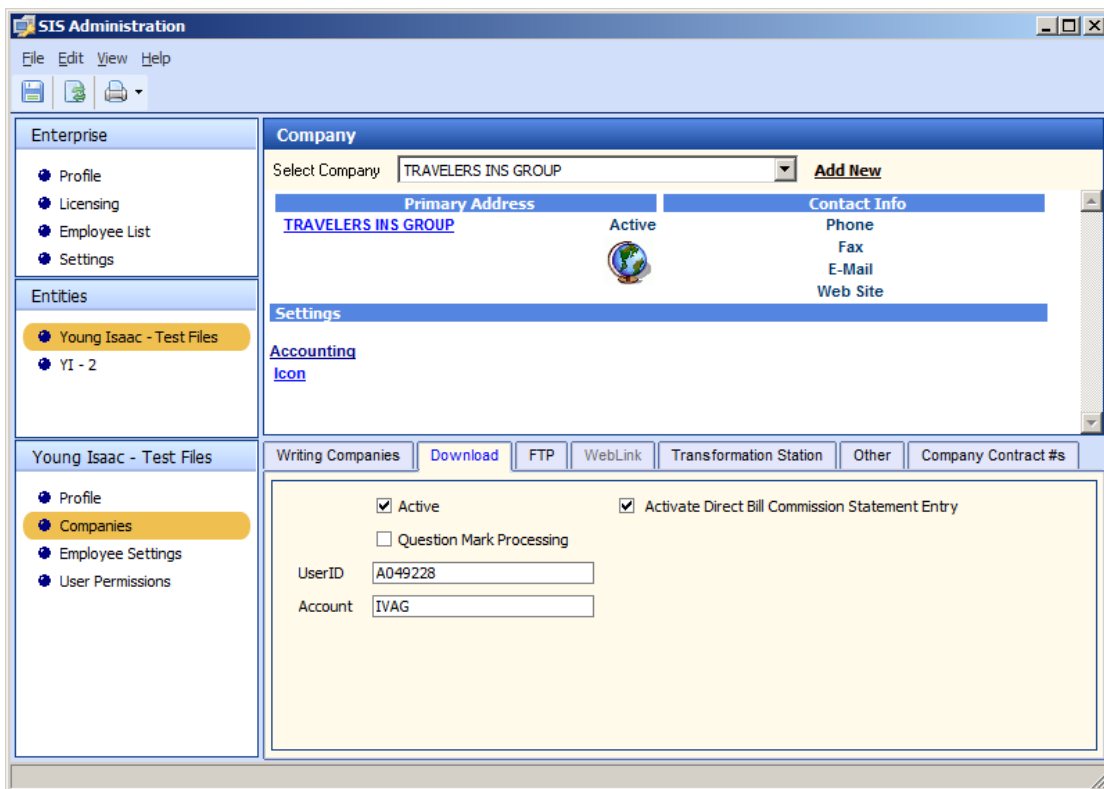 SIS Administration
File Edit View Help
Enterprise
Profile
Licensing
Employee List
Settings
Entities
Young Isaac - Test Files
YI - 2
Young Isaac - Test Files
Profile
Companies
Employee Settings
User Permissions
Company
Select Company TRAVELERS INS GROUP Add New
Primary Address Contact Info
TRAVELERS INS GROUP Active Phone
Fax
E-Mail
Web Site
Settings
Accounting
Icon
Writing Companies Download FTP WebLink Transformation Station Other Company Contract #s
Active Activate Direct Bill Commission Statement Entry
Question Mark Processing
UserID A049228
Account IVAG